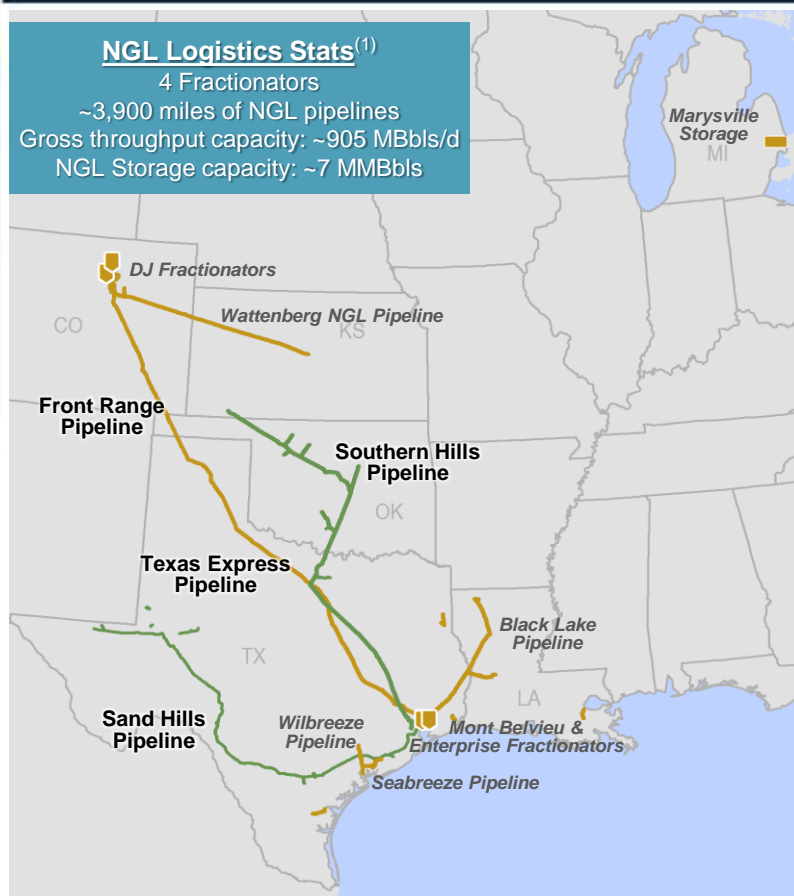 NGL Logistics Stats(1)
4 Fractionators
~3,900 miles of NGL pipelines
Gross throughput capacity: ~905 MBbls/d
NGL Storage capacity: ~7 MMBbls
Marysville
Storage
MI
DJ Fractionators
Wattenberg NGL Pipeline
CO
KS
Front Range
Pipeline
Southern Hills
Pipeline
OK
Texas Express
Pipeline
Black Lake
Pipeline
TX
LA
Sand Hills
Pipeline
Wilbreeze
Pipeline
Mont Belvieu &
Enterprise Fractionators
Seabreeze Pipeline